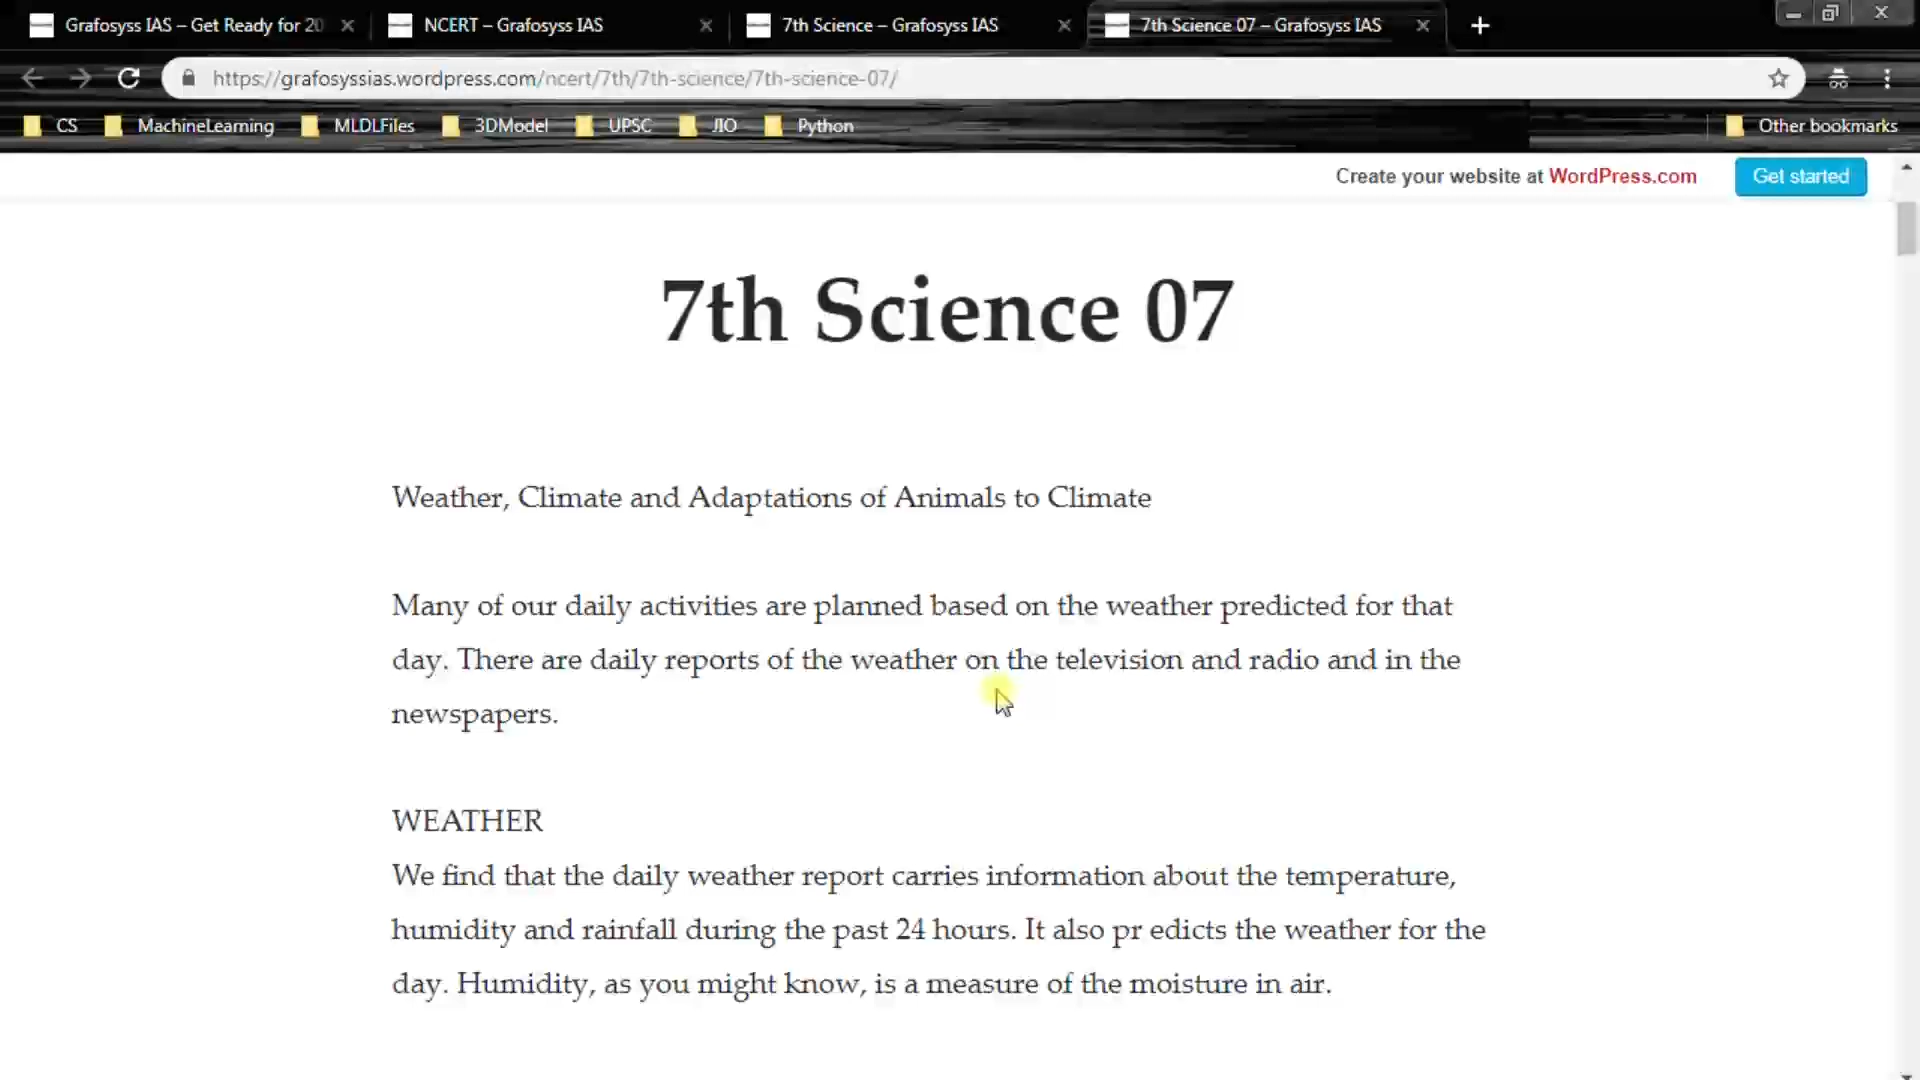 Grafosyss IAS – Get Ready for 20
NCERT – Grafosyss IAS
7th Science – Grafosyss IAS
7th Science 07 – Grafosyss IAS
https://grafosyssias.wordpress.com/ncert/7th/7th-science/7th-science-07/
CS
MachineLearning
MLDLFiles
3DModel
UPSC
JIO
Python
Other bookmarks
Create your website at WordPress.com
Get started
7th Science 07
Weather, Climate and Adaptations of Animals to Climate
Many of our daily activities are planned based on the weather predicted for that
day. There are daily reports of the weather on the television and radio and in the
newspapers.
WEATHER
We find that the daily weather report carries information about the temperature,
humidity and rainfall during the past 24 hours. It also pr edicts the weather for the
day. Humidity, as you might know, is a measure of the moisture in air.